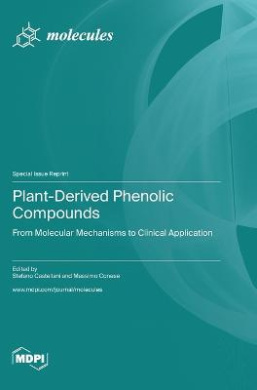 molecules
Special Issue Reprint
Plant-Derived Phenolic
Compounds
From Molecular Mechanisms to Clinical Application
Edited by
Stefano Castellani and Massimo Conese
www.mdpi.com/journal/molecules
MDPI